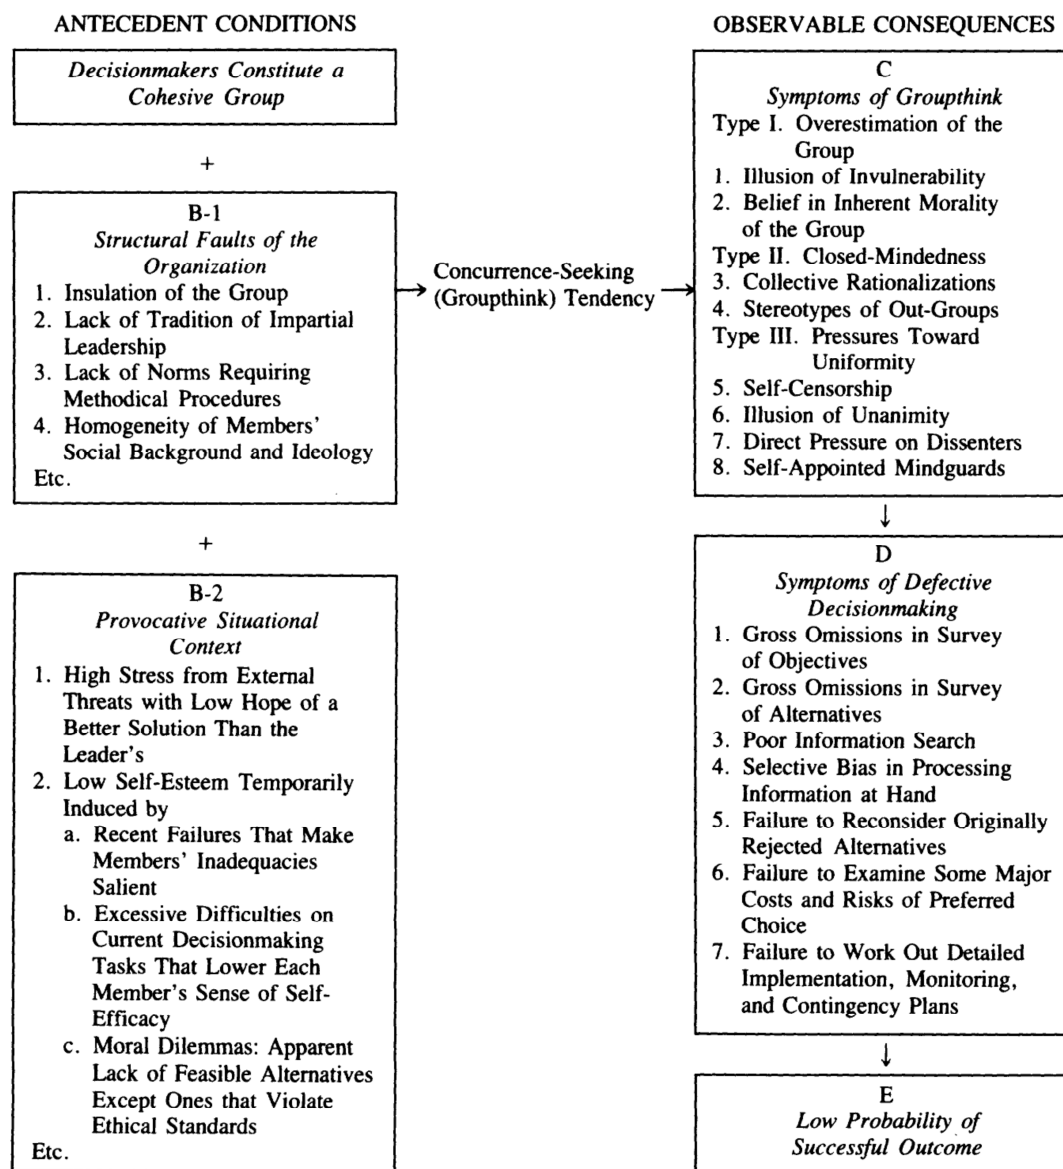 ANTECEDENT CONDITIONS
Decisionmakers Constitute a
Cohesive Group
+
B-1
Structural Faults of the
Organization
1. Insulation of the Group
2. Lack of Tradition of Impartial
Leadership
3. Lack of Norms Requiring
Methodical Procedures
4. Homogeneity of Members'
Social Background and Ideology
Etc.
+
B-2
Provocative Situational
Context
1. High Stress from External
Threats with Low Hope of a
Better Solution Than the
Leader's
2. Low Self-Esteem Temporarily
Induced by
a. Recent Failures That Make
Members' Inadequacies
Salient
b. Excessive Difficulties on
Current Decisionmaking
Tasks That Lower Each
Member's Sense of Self-
Efficacy
c. Moral Dilemmas: Apparent
Lack of Feasible Alternatives
Except Ones that Violate
Ethical Standards
Etc.
Concurrence-Seeking
(Groupthink) Tendency
OBSERVABLE CONSEQUENCES
C
Symptoms of Groupthink
Type I. Overestimation of the
Group
1. Illusion of Invulnerability
2. Belief in Inherent Morality
of the Group
Type II. Closed-Mindedness
3. Collective Rationalizations
4. Stereotypes of Out-Groups
Type III. Pressures Toward
Uniformity
5. Self-Censorship
6. Illusion of Unanimity
7. Direct Pressure on Dissenters
8. Self-Appointed Mindguards
D
Symptoms of Defective
Decisionmaking
1. Gross Omissions in Survey
of Objectives
2. Gross Omissions in Survey
of Alternatives
3. Poor Information Search
4. Selective Bias in Processing
Information at Hand
5. Failure to Reconsider Originally
Rejected Alternatives
6. Failure to Examine Some Major
Costs and Risks of Preferred
Choice
7. Failure to Work Out Detailed
Implementation, Monitoring,
and Contingency Plans
E
Low Probability of
Successful Outcome